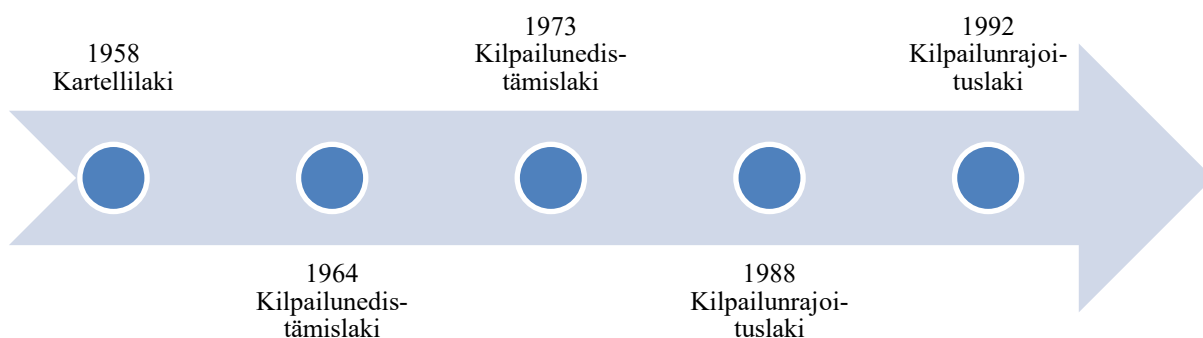 1958
Kartellilaki
1964
Kilpailunedis-
tämislaki
1973
Kilpailunedis-
tämislaki
1988
Kilpailunrajoi-
tuslaki
1992
Kilpailunrajoi-
tuslaki